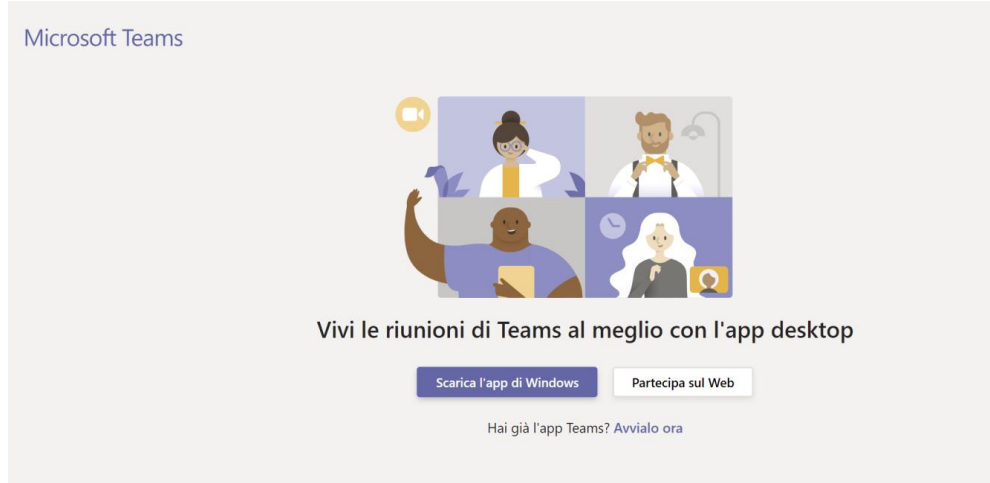 Microsoft Teams
Vivi le riunioni di Teams al meglio con l'app desktop
Scarica l'app di Windows
Partecipa sul Web
Hai già l'app Teams? Avvialo ora